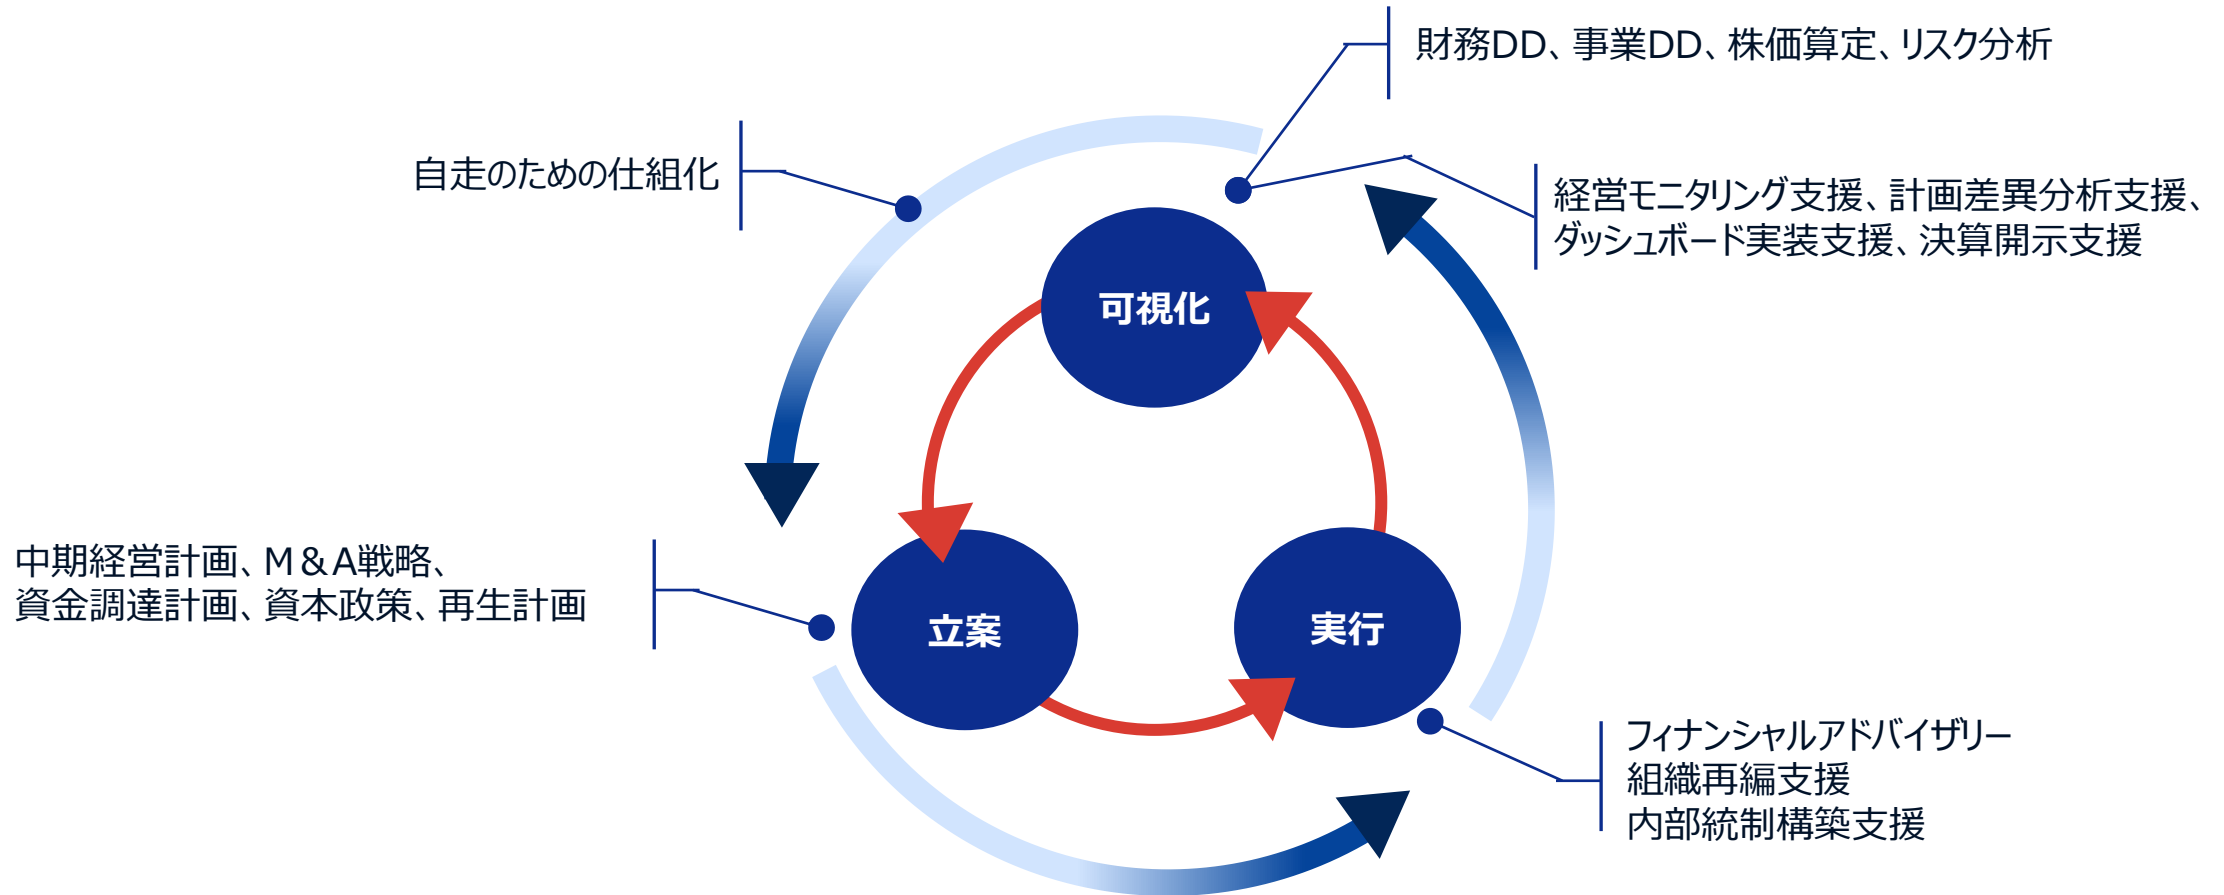 財務DD、事業DD、株価算定、リスク分析
自走のための仕組化
経営モニタリング支援、計画差異分析支援、
ダッシュボード実装支援、決算開示支援
可視化
中期経営計画、M＆A戦略、
資金調達計画、資本政策、再生計画
立案
実行
フィナンシャルアドバイザリー
組織再編支援
内部統制構築支援